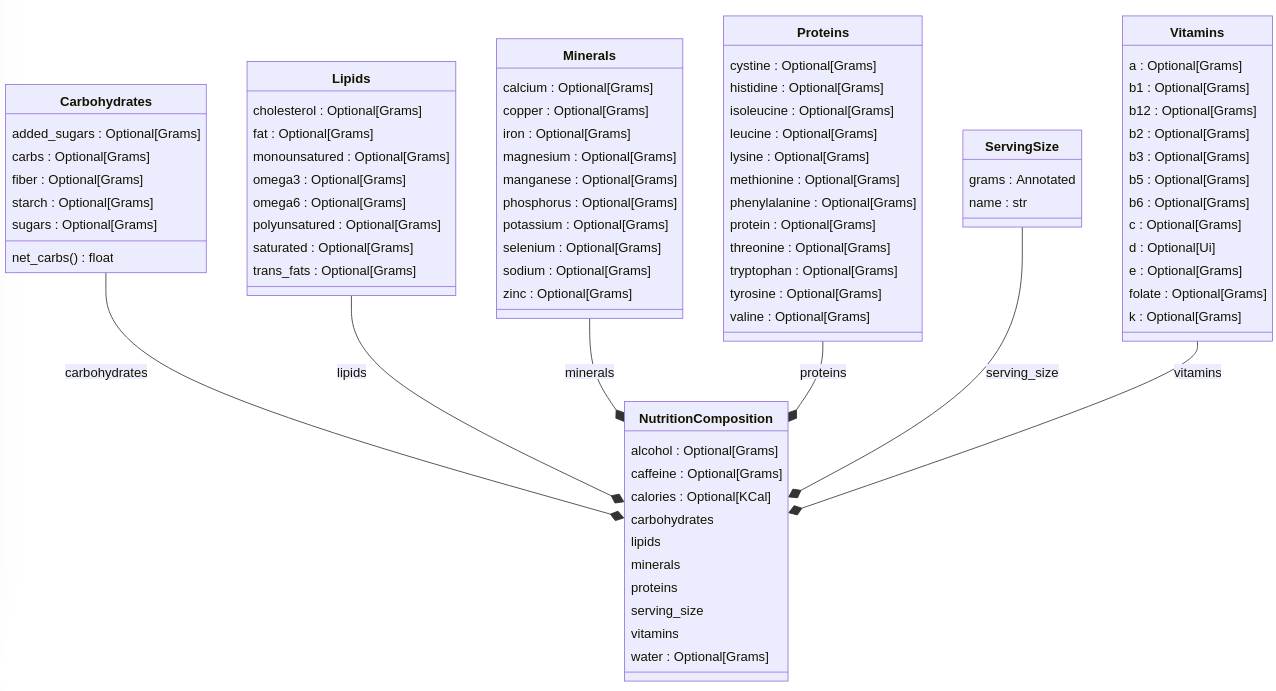 Carbohydrates
added_sugars : Optional[Grams]
carbs : Optional[Grams]
fiber : Optional[Grams]
starch : Optional[Grams]
sugars : Optional[Grams]
net_carbs() : float
Lipids
cholesterol : Optional[Grams]
fat : Optional[Grams]
monounsatured : Optional[Grams]
omega3 : Optional[Grams]
omega6 : Optional[Grams]
polyunsatured : Optional[Grams]
saturated : Optional[Grams]
trans_fats : Optional[Grams]
Minerals
calcium : Optional[Grams]
copper : Optional[Grams]
iron : Optional[Grams]
magnesium : Optional[Grams]
manganese : Optional[Grams]
phosphorus : Optional[Grams]
potassium : Optional[Grams]
selenium : Optional[Grams]
sodium : Optional[Grams]
zinc : Optional[Grams]
Proteins
cystine : Optional[Grams]
histidine : Optional[Grams]
isoleucine : Optional[Grams]
leucine : Optional[Grams]
lysine : Optional[Grams]
methionine : Optional[Grams]
phenylalanine : Optional[Grams]
protein : Optional[Grams]
threonine : Optional[Grams]
tryptophan : Optional[Grams]
tyrosine : Optional[Grams]
valine : Optional[Grams]
ServingSize
grams : Annotated
name : str
Vitamins
a : Optional[Grams]
b1 : Optional[Grams]
b12 : Optional[Grams]
b2 : Optional[Grams]
b3 : Optional[Grams]
b5 : Optional[Grams]
b6 : Optional[Grams]
c : Optional[Grams]
d : Optional[Ui]
e : Optional[Grams]
folate : Optional[Grams]
k : Optional[Grams]
carbohydrates
lipids
minerals
proteins
serving_size
vitamins
NutritionComposition
alcohol : Optional[Grams]
caffeine : Optional[Grams]
calories : Optional[KCal]
carbohydrates
lipids
minerals
proteins
serving_size
vitamins
water : Optional[Grams]